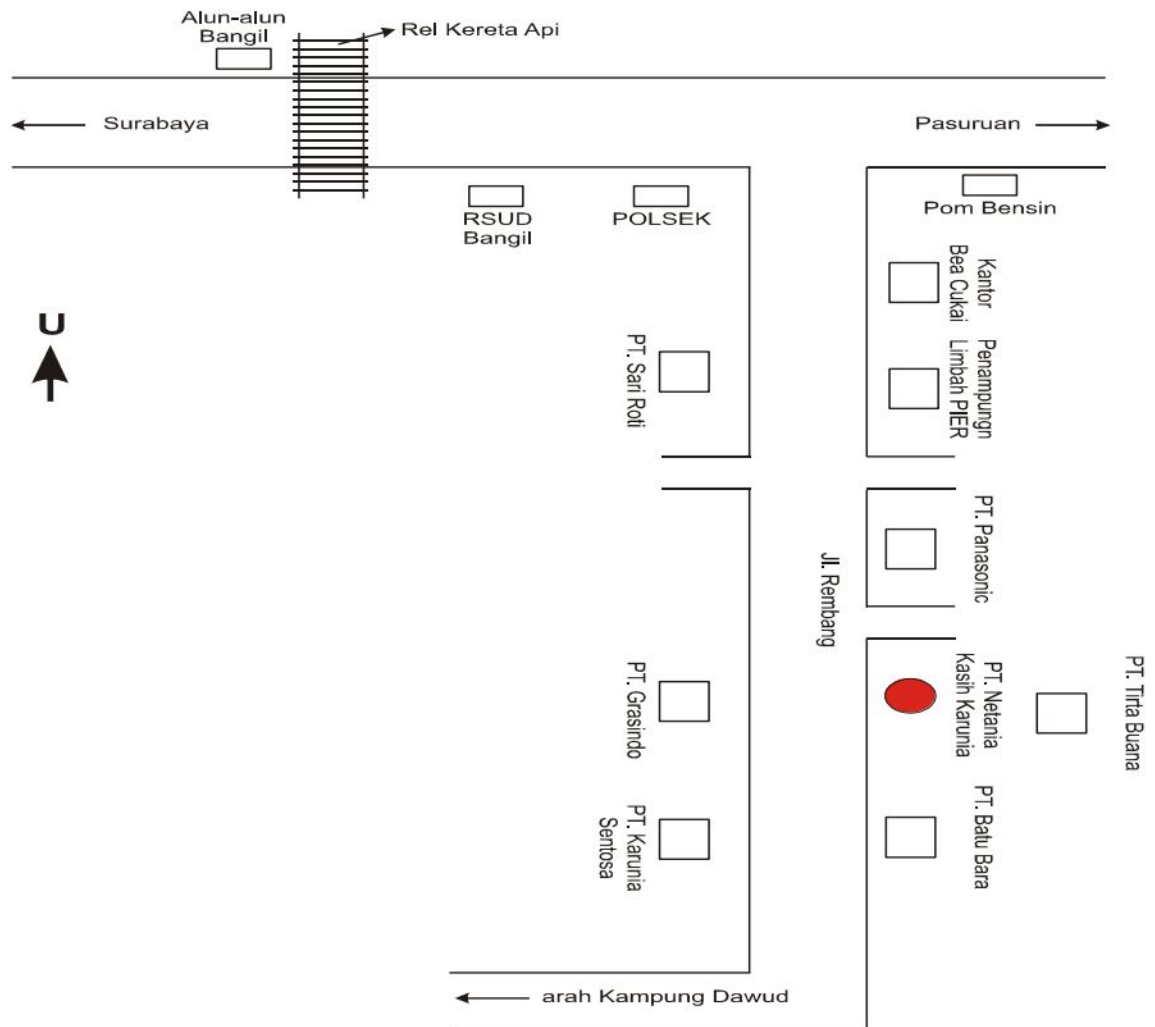 Alun-alun
Bangil
Rel Kereta Api
Surabaya
Pasuruan
RSUD
Bangil
POLSEK
Pom Bensin
Kantor
Bea Cukai
U
PT. Sari Roti
Penampungn
Limbah PIER
PT. Panasonic
Jl. Rembang
PT. Grasindo
PT. Netania
Kasih Karunia
PT. Tirta Buana
PT. Karunia
Sentosa
PT. Batu Bara
arah Kampung Dawud